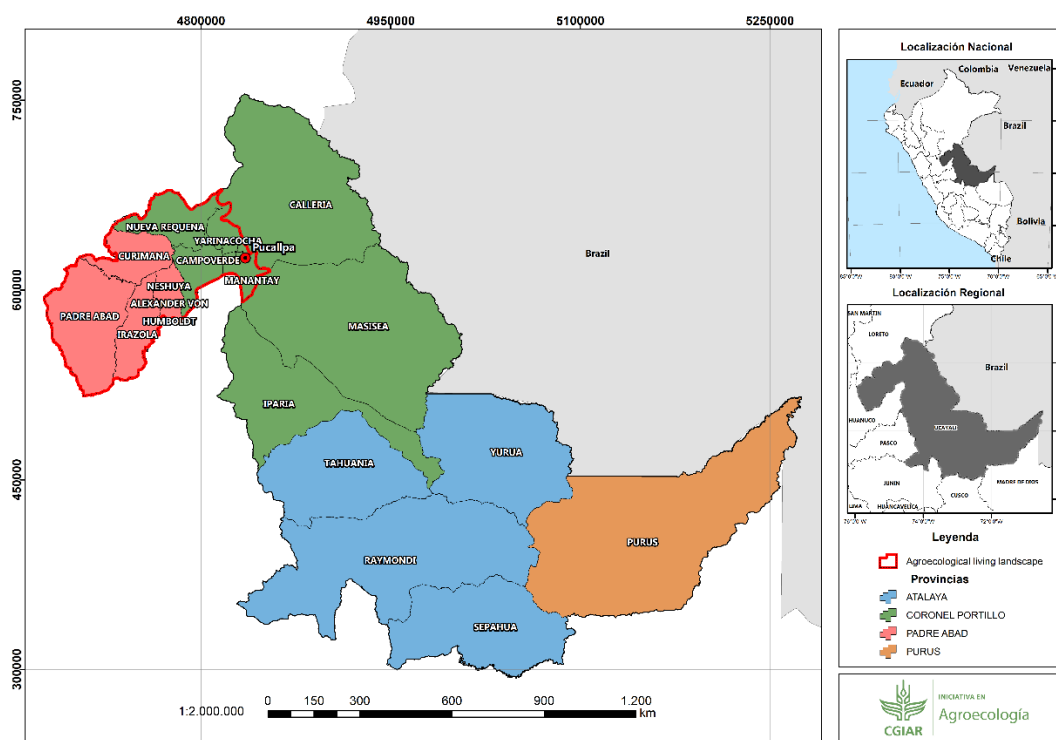 4800000 4950000 5100000 5250000
750000
600000
450000
300000
CALLERIA
NUEVA REQUENA
YARINACOCHA
Pucallpa
CURIMANA
CAMPOVERDE
MANANTAY
NESHUYA
ALEXANDER VON
HUMBOLDT
PADRE ABAD
IRAZOLA
MASISEA
IPARIA
TAHUANIA
YURUA
RAYMONDI
PURUS
SEPAHUA
Brazil
1:2.000.000
0 150 300 600 900 1.200
km
Localización Nacional
Colombia Venezuela
Ecuador
Brazil
Bolivia
Chile
Localización Regional
SAN MARTIN
LORETO
Brazil
HUANUCO
UCAYALI
PASCO
JUNIN
MADRE DE DIOS
CUSCO
LIMA
HUANCAVELICA
Leyenda
Agroecological living landscape
Provincias
ATALAYA
CORONEL PORTILLO
PADRE ABAD
PURUS
CGIAR
INICIATIVA EN
Agroecología